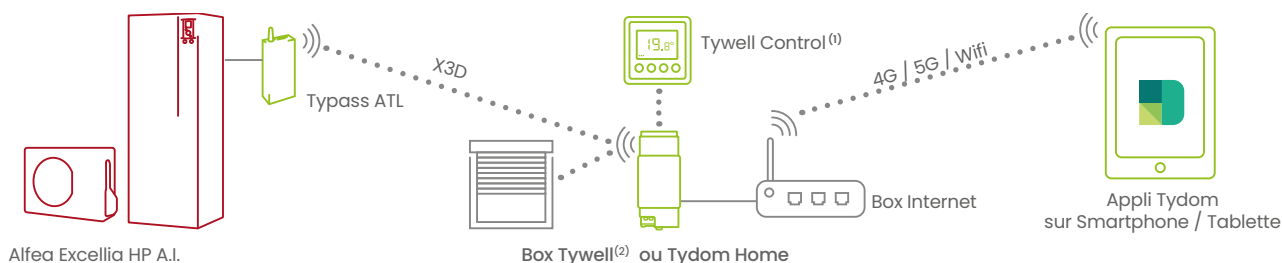 19.8°
Tywell Control (1)
4G / 5G / Wifi
X3D
Typass ATL
Box Internet
Appli Tydom
sur Smartphone / Tablette
Alfea Excellia HP A.I.
Box Tywell(2) ou Tydom Home